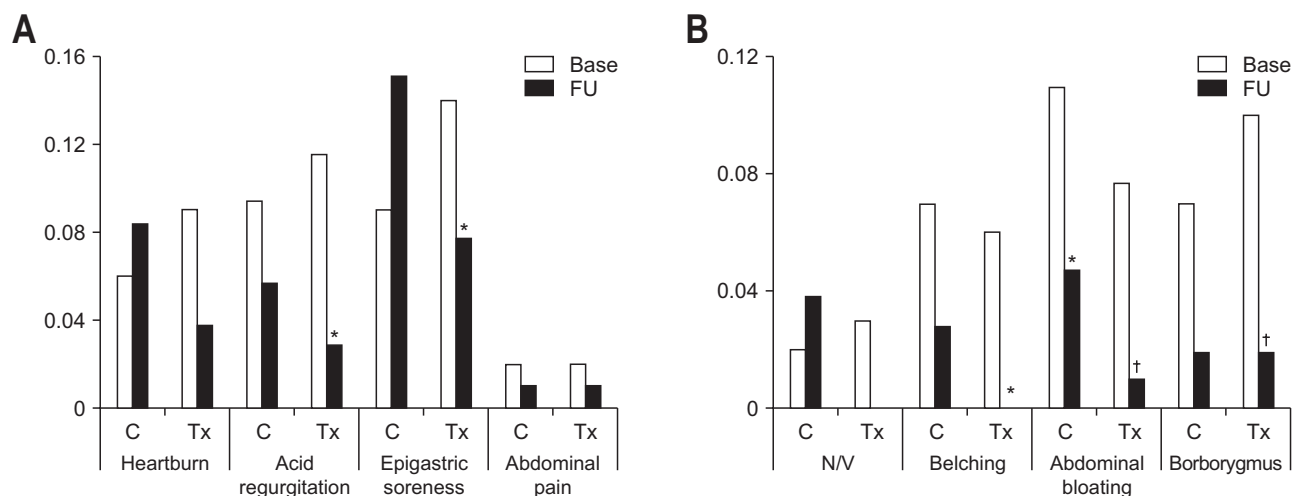 A
0.16
0.12
0.08
0.04
0
Base
FU
*
*
C Tx C Tx C Tx C Tx
Heartburn Acid regurgitation Epigastric soreness Abdominal pain
B
0.12
0.08
0.04
0
Base
FU
*
*
†
†
C Tx C Tx C Tx C Tx
N/V Belching Abdominal bloating Borborygmus